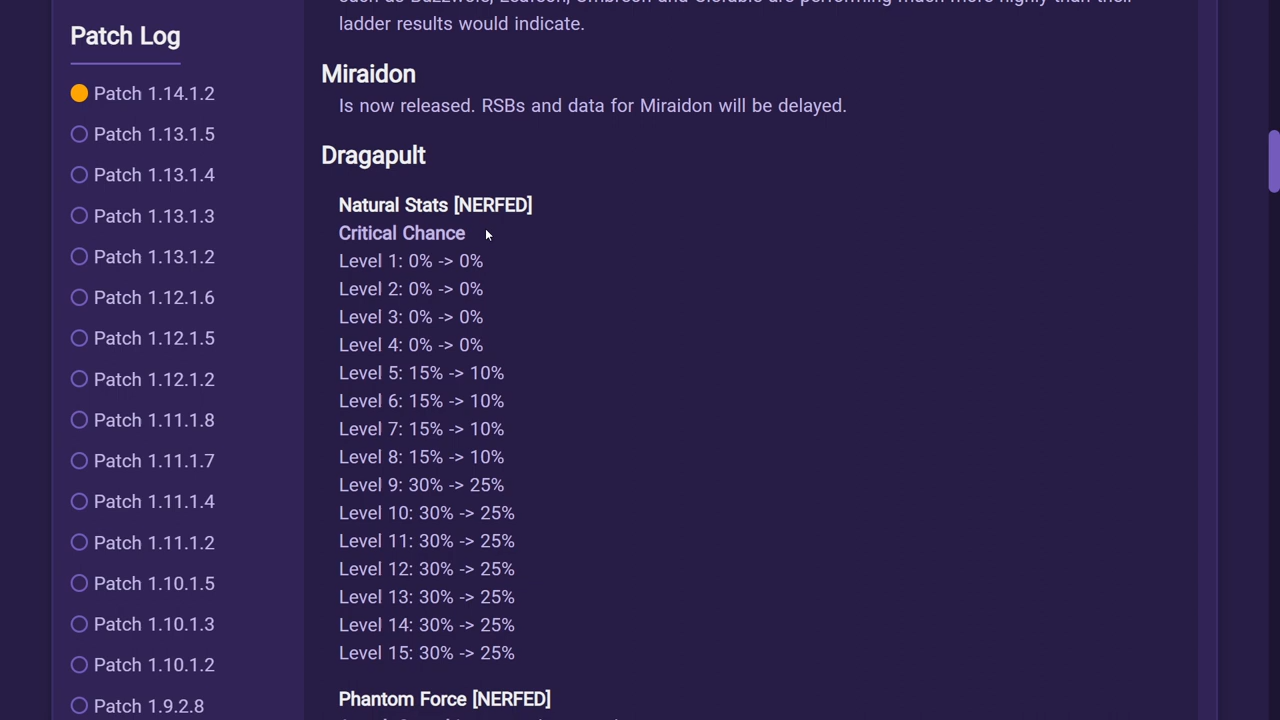 Patch Log
Patch 1.14.1.2
Patch 1.13.1.5
Patch 1.13.1.4
Patch 1.13.1.3
Patch 1.13.1.2
Patch 1.12.1.6
Patch 1.12.1.5
Patch 1.12.1.2
Patch 1.11.1.8
Patch 1.11.1.7
Patch 1.11.1.4
Patch 1.11.1.2
Patch 1.10.1.5
Patch 1.10.1.3
Patch 1.10.1.2
Patch 1.9.2.8
ladder results would indicate.
Miraidon
Is now released. RSBs and data for Miraidon will be delayed.
Dragapult
Natural Stats [NERFED]
Critical Chance
Level 1: 0% -> 0%
Level 2: 0% -> 0%
Level 3: 0% -> 0%
Level 4: 0% -> 0%
Level 5: 15% -> 10%
Level 6: 15% -> 10%
Level 7: 15% -> 10%
Level 8: 15% -> 10%
Level 9: 30% -> 25%
Level 10: 30% -> 25%
Level 11: 30% -> 25%
Level 12: 30% -> 25%
Level 13: 30% -> 25%
Level 14: 30% -> 25%
Level 15: 30% -> 25%
Phantom Force [NERFED]